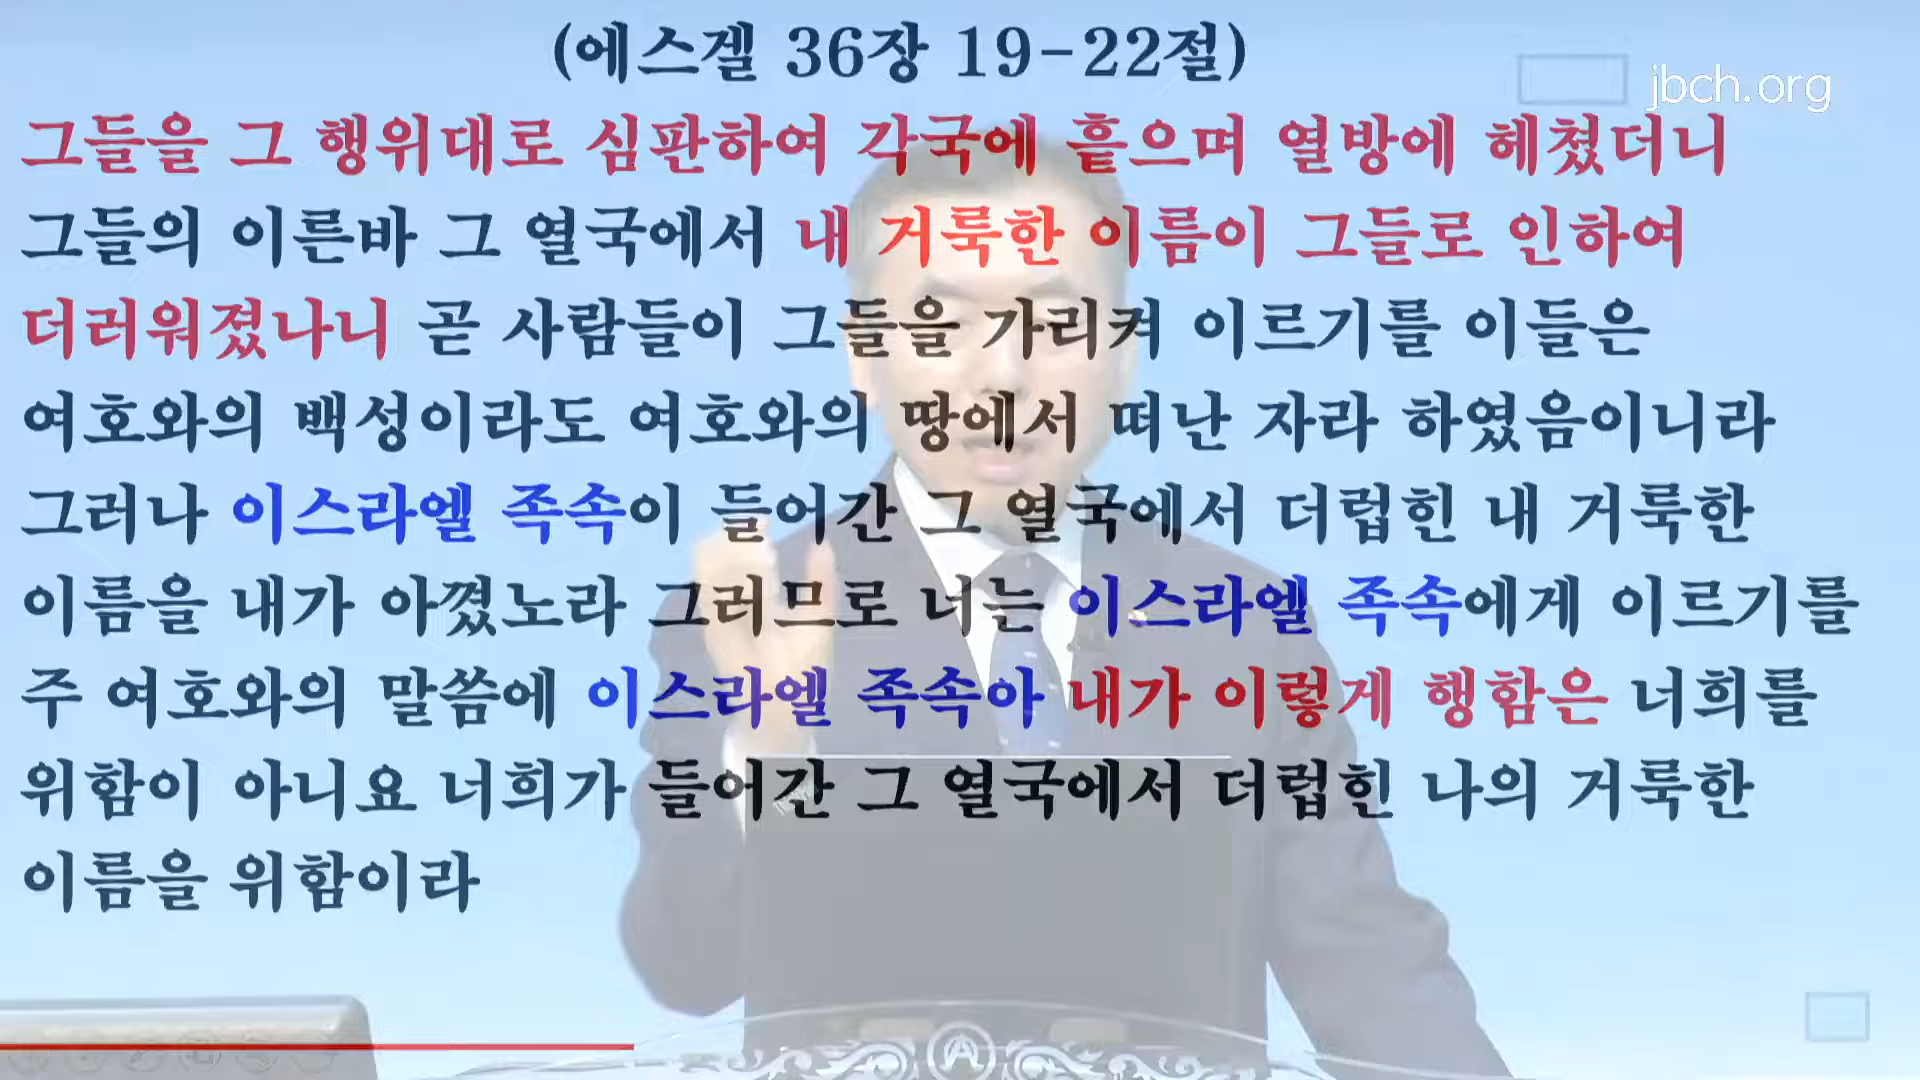 (에스겔 36장 19-22절)
jbch.org
그들을 그 행위대로 심판하여 각국에 흩으며 열방에 헤쳤더니
그들의 이른바 그 열국에서 내 거룩한 이름이 그들로 인하여
더러워졌나니 곧 사람들이 그들을 가리켜 이르기를 이들은
여호와의 백성이라도 여호와의 땅에서 떠난 자라 하였음이니라
그러나 이스라엘 족속이 들어간 그 열국에서 더럽힌 내 거룩한
이름을 내가 아꼈노라 그러므로 너는 이스라엘 족속에게 이르기를
주 여호와의 말씀에 이스라엘 족속아 내가 이렇게 행함은 너희를
위함이 아니요 너희가 들어간 그 열국에서 더럽힌 나의 거룩한
이름을 위함이라